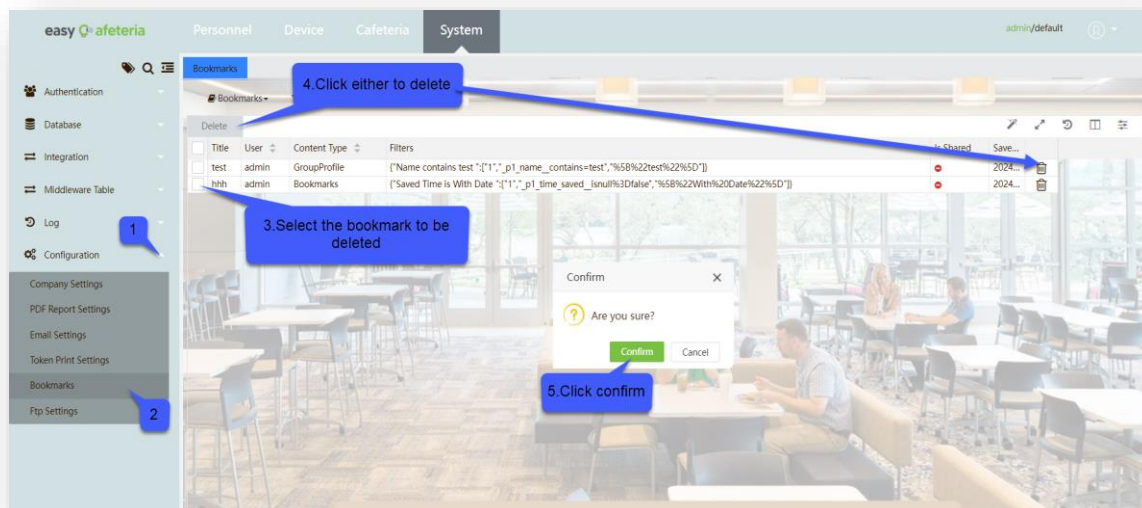 easy afeteria
Personnel Device Cafeteria System
admin/default
Bookmarks
4.Click either to delete
Authentication
Bookmarks
Database
Delete
Title User Content Type Filters Is Shared Save...
Integration
test admin GroupProfile {"Name contains test ":["1","_p1_name__contains=test","%5B%22test%22%5D"]} 2024...
hhh admin Bookmarks {"Saved Time is With Date ":["1","_p1_time_saved__isnull%3Dfalse","%5B%22With%20Date%22%5D"]} 2024...
Middleware Table
Log
1
3.Select the bookmark to be
deleted
Configuration
Company Settings
PDF Report Settings
Email Settings
Token Print Settings
Bookmarks
2
Ftp Settings
Confirm
Are you sure?
Confirm Cancel
5.Click confirm